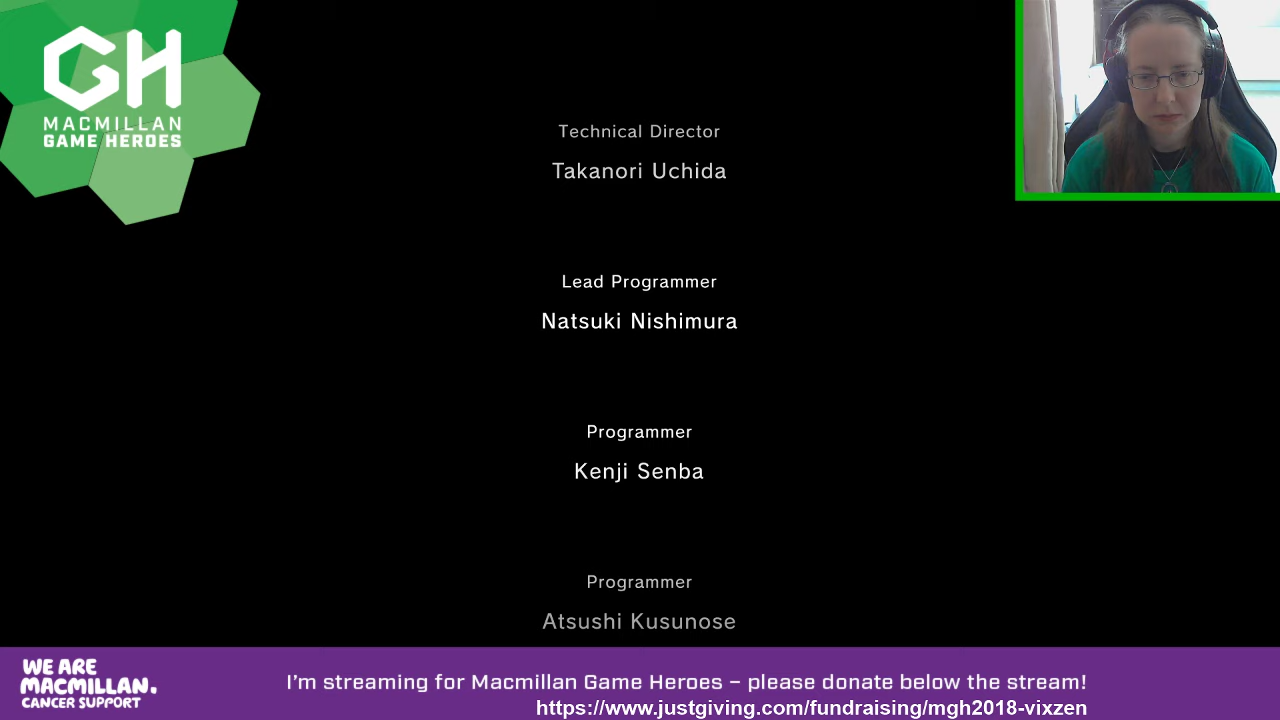 GH
MACMILLAN
GAME HEROES
Technical Director
Takanori Uchida
Lead Programmer
Natsuki Nishimura
Programmer
Kenji Senba
Programmer
Atsushi Kusunose
WE ARE
MACMILLAN.
CANCER SUPPORT
I'm streaming for Macmillan Game Heroes – please donate below the stream!
https://www.justgiving.com/fundraising/mgh2018-vixzen